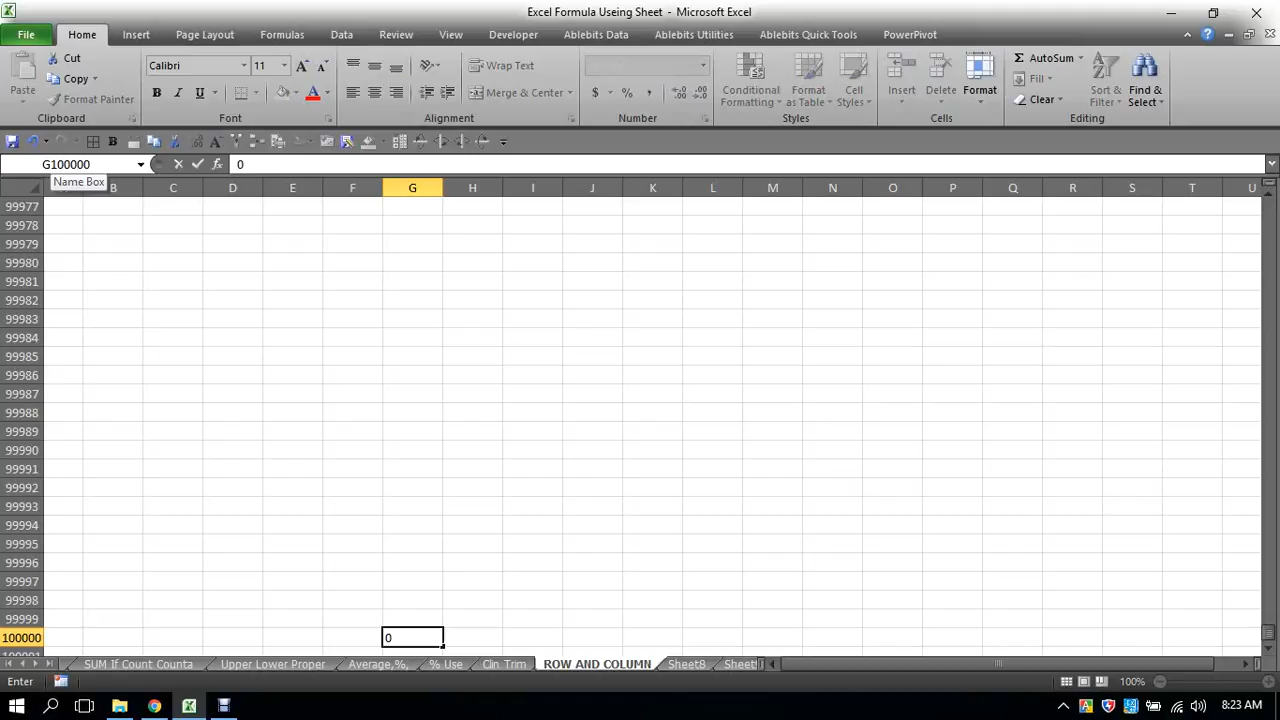 Excel Formula Useing Sheet - Microsoft Excel
File Home Insert Page Layout Formulas Data Review View Developer Ablebits Data Ablebits Utilities Ablebits Quick Tools PowerPivot
Paste
Cut
Copy
Format Painter
Calibri 11
B I U A
Wrap Text
Merge & Center
$ % ,
Conditional Formatting
Format as Table
Cell Styles
Insert
Delete
Format
Σ AutoSum
Fill
Clear
Sort & Filter
Find & Select
Clipboard Font Alignment Number Styles Cells Editing
G100000 fx 0
Name Box
B C D E F G H I J K L M N O P Q R S T U
99977
99978
99979
99980
99981
99982
99983
99984
99985
99986
99987
99988
99989
99990
99991
99992
99993
99994
99995
99996
99997
99998
99999
100000 0
100001
SUM If Count Counta Upper Lower Proper Average,%, % Use Clin Trim ROW AND COLUMN Sheet8 Sheet
Enter 100%
8:23 AM